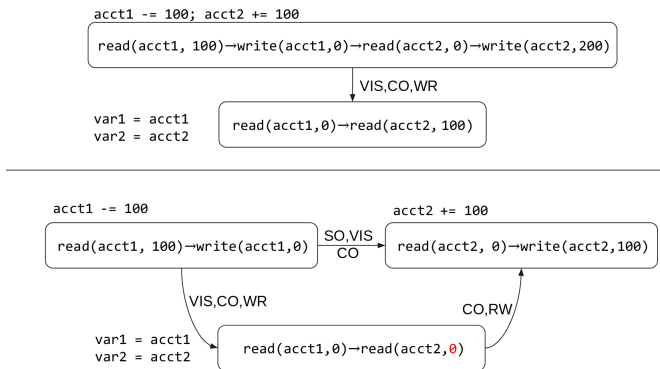 acct1 -= 100; acct2 += 100
read(acct1, 100)→write(acct1,0)→read(acct2, 0)→write(acct2,200)
VIS,CO,WR
var1 = acct1
var2 = acct2
read(acct1,0)→read(acct2, 100)
acct1 -= 100
acct2 += 100
read(acct1, 100)→write(acct1,0)
SO,VIS
CO
read(acct2, 0)→write(acct2,100)
VIS,CO,WR
CO,RW
var1 = acct1
var2 = acct2
read(acct1,0)→read(acct2,0)